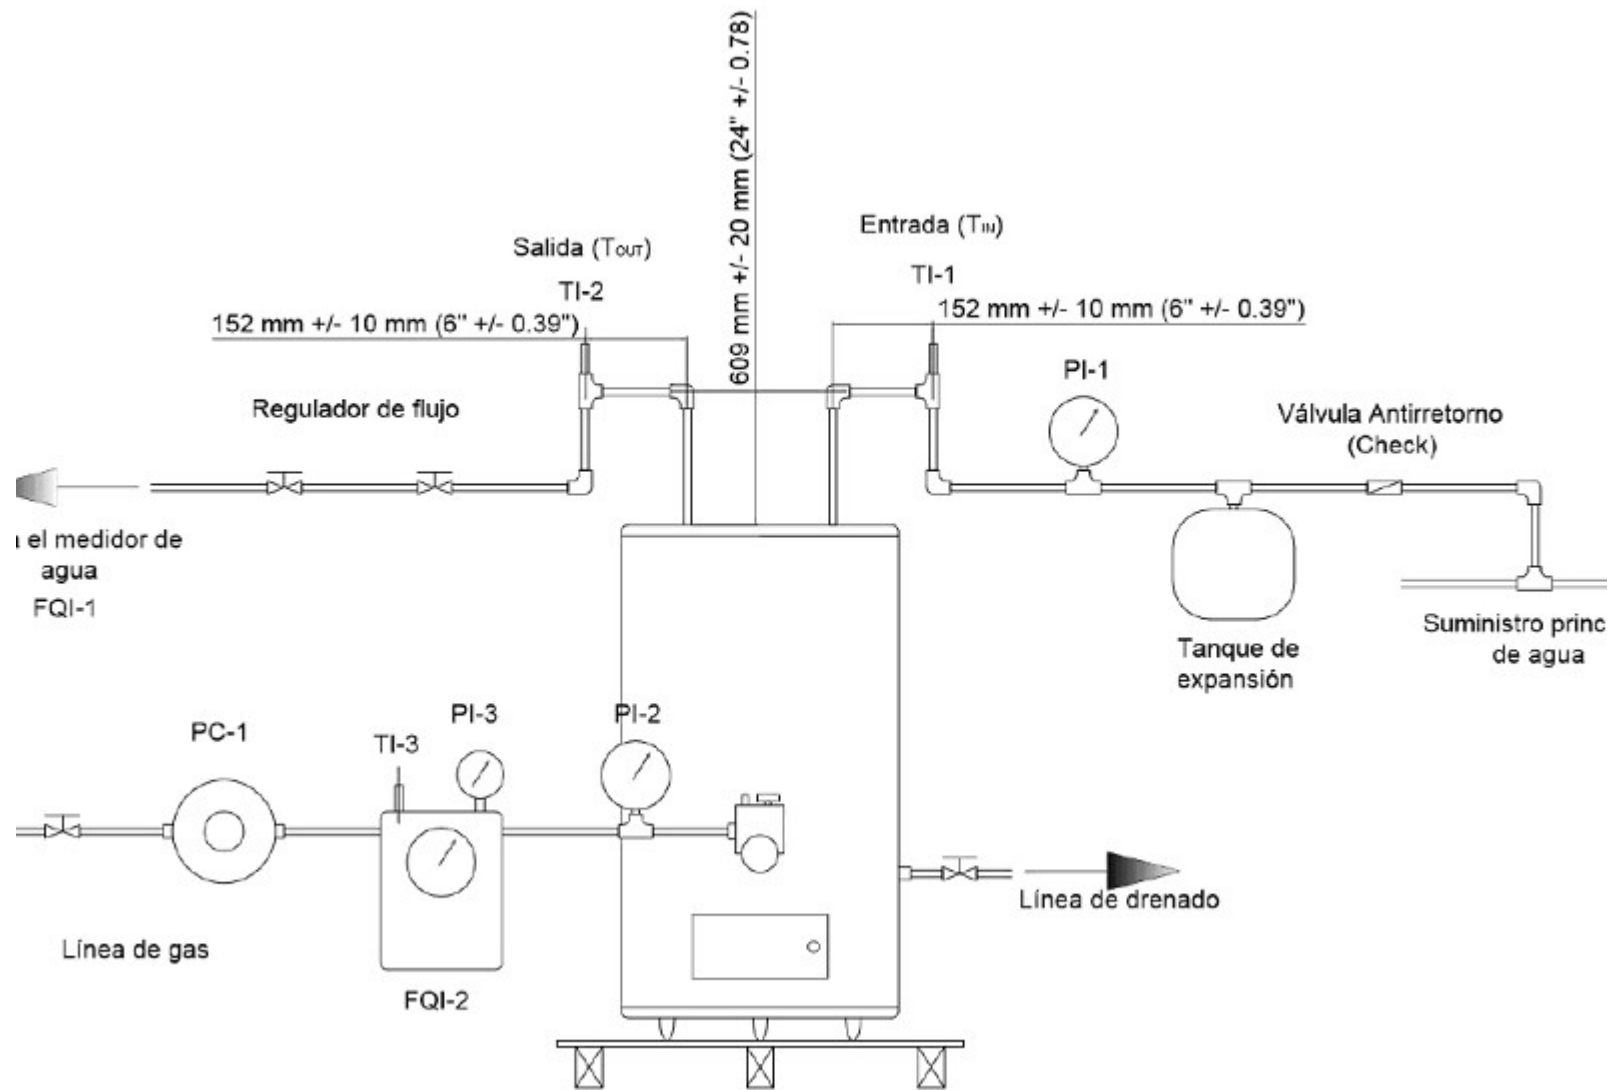 609 mm +/- 20 mm (24" +/- 0.78)
Entrada (TIN)
Salida (TOUT)
TI-1
TI-2
152 mm +/- 10 mm (6" +/- 0.39")
152 mm +/- 10 mm (6" +/- 0.39")
PI-1
Regulador de flujo
Válvula Antirretorno
(Check)
el medidor de
agua
FQI-1
Suministro princ
de agua
Tanque de
expansión
PC-1
TI-3
PI-3
PI-2
Línea de drenado
Línea de gas
FQI-2